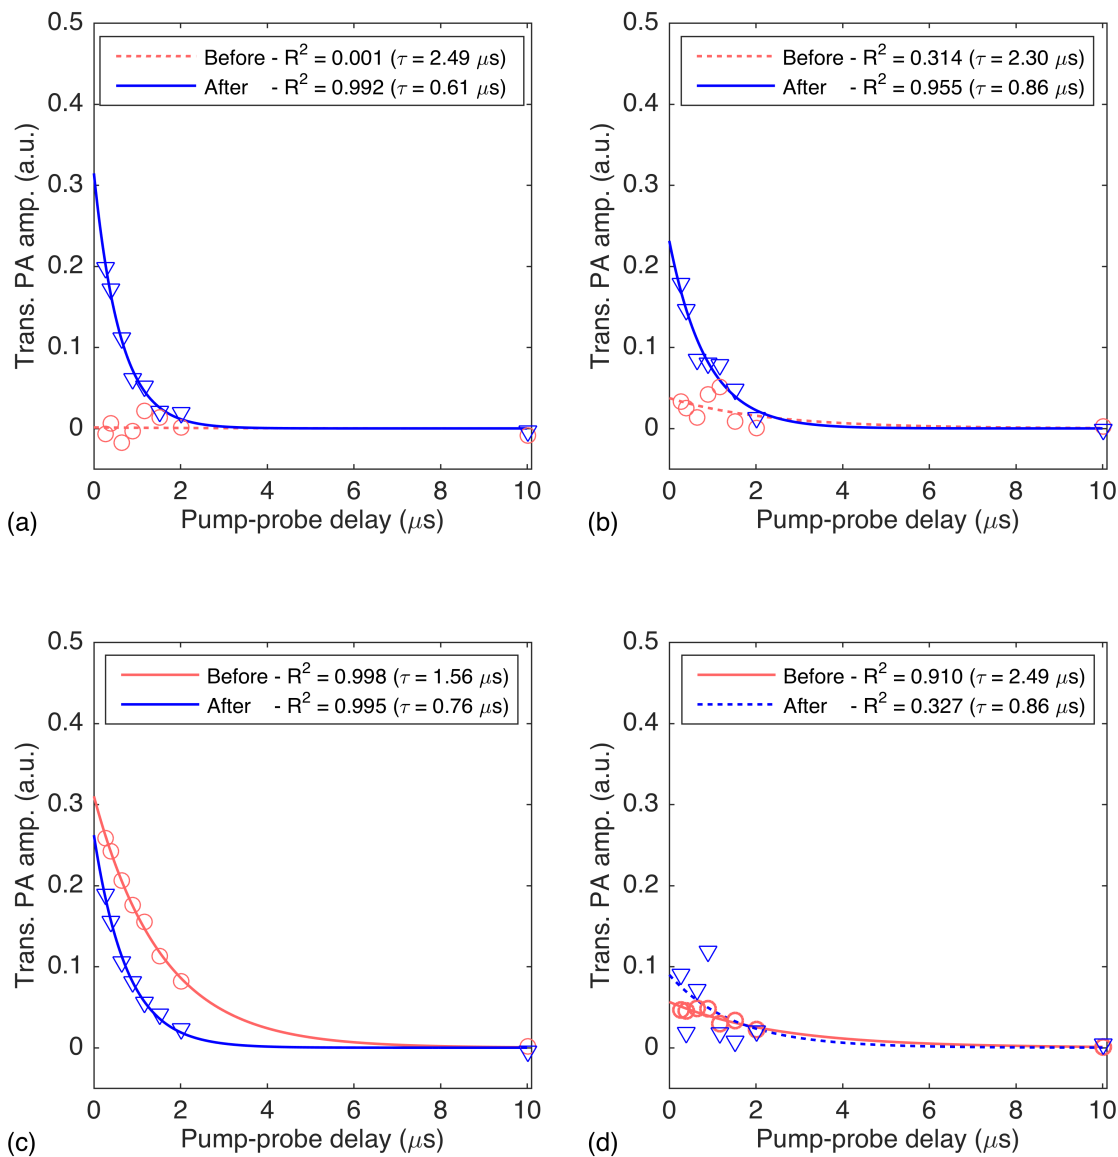 0.5
0.4
0.3
0.2
0.1
0
Trans. PA amp. (a.u.)
Before - R2 = 0.001 (τ = 2.49 μs)
After - R2 = 0.992 (τ = 0.61 μs)
0 2 4 6 8 10
Pump-probe delay (μs)
(a)
0.5
0.4
0.3
0.2
0.1
0
Trans. PA amp. (a.u.)
Before - R2 = 0.314 (τ = 2.30 μs)
After - R2 = 0.955 (τ = 0.86 μs)
0 2 4 6 8 10
Pump-probe delay (μs)
(b)
0.5
0.4
0.3
0.2
0.1
0
Trans. PA amp. (a.u.)
Before - R2 = 0.998 (τ = 1.56 μs)
After - R2 = 0.995 (τ = 0.76 μs)
0 2 4 6 8 10
Pump-probe delay (μs)
(c)
0.5
0.4
0.3
0.2
0.1
0
Trans. PA amp. (a.u.)
Before - R2 = 0.910 (τ = 2.49 μs)
After - R2 = 0.327 (τ = 0.86 μs)
0 2 4 6 8 10
Pump-probe delay (μs)
(d)